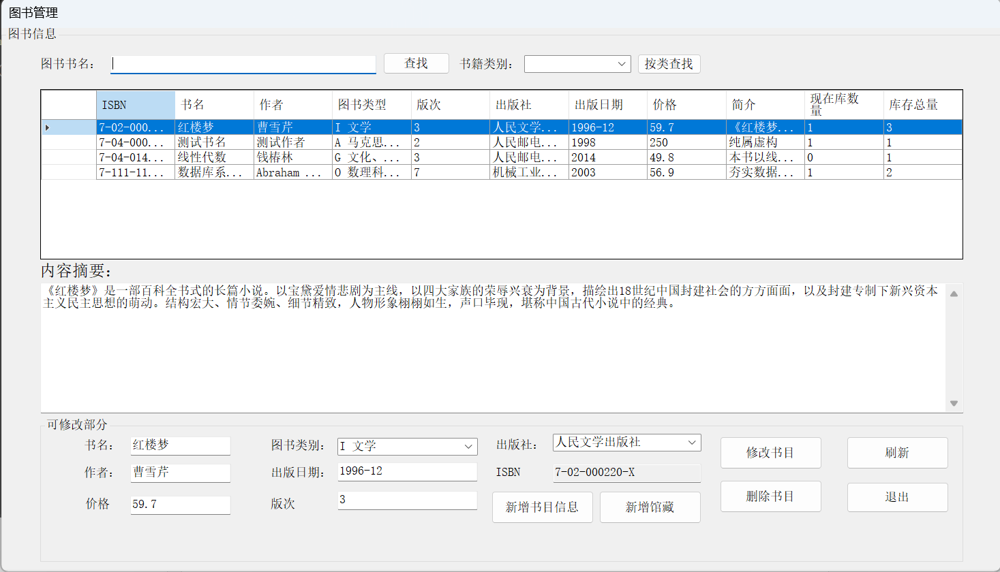 图书管理
图书信息
图书书名： 查找 书籍类别： 按类查找
ISBN 书名 作者 图书类型 版次 出版社 出版日期 价格 简介 现在库数量 库存总量
7-02-000... 红楼梦 曹雪芹 I 文学 3 人民文学... 1996-12 59.7 《红楼梦... 1 3
7-04-000... 测试书名 测试作者 A 马克思... 2 人民邮电... 1998 250 纯属虚构 1 1
7-04-014... 线性代数 钱椿林 G 文化、... 3 人民邮电... 2014 49.8 本书以线... 0 1
7-111-11... 数据库系... Abraham ... O 数理科... 7 机械工业... 2003 56.9 夯实数据... 1 2
内容摘要：
《红楼梦》是一部百科全书式的长篇小说。以宝黛爱情悲剧为主线，以四大家族的荣辱兴衰为背景，描绘出18世纪中国封建社会的方方面面，以及封建专制下新兴资本
主义民主思想的萌动。结构宏大、情节委婉、细节精致，人物形象栩栩如生，声口毕现，堪称中国古代小说中的经典。
可修改部分
书名： 红楼梦 图书类别： I 文学 出版社： 人民文学出版社 修改书目 刷新
作者： 曹雪芹 出版日期： 1996-12 ISBN 7-02-000220-X
价格 59.7 版次 3 新增书目信息 新增馆藏 删除书目 退出